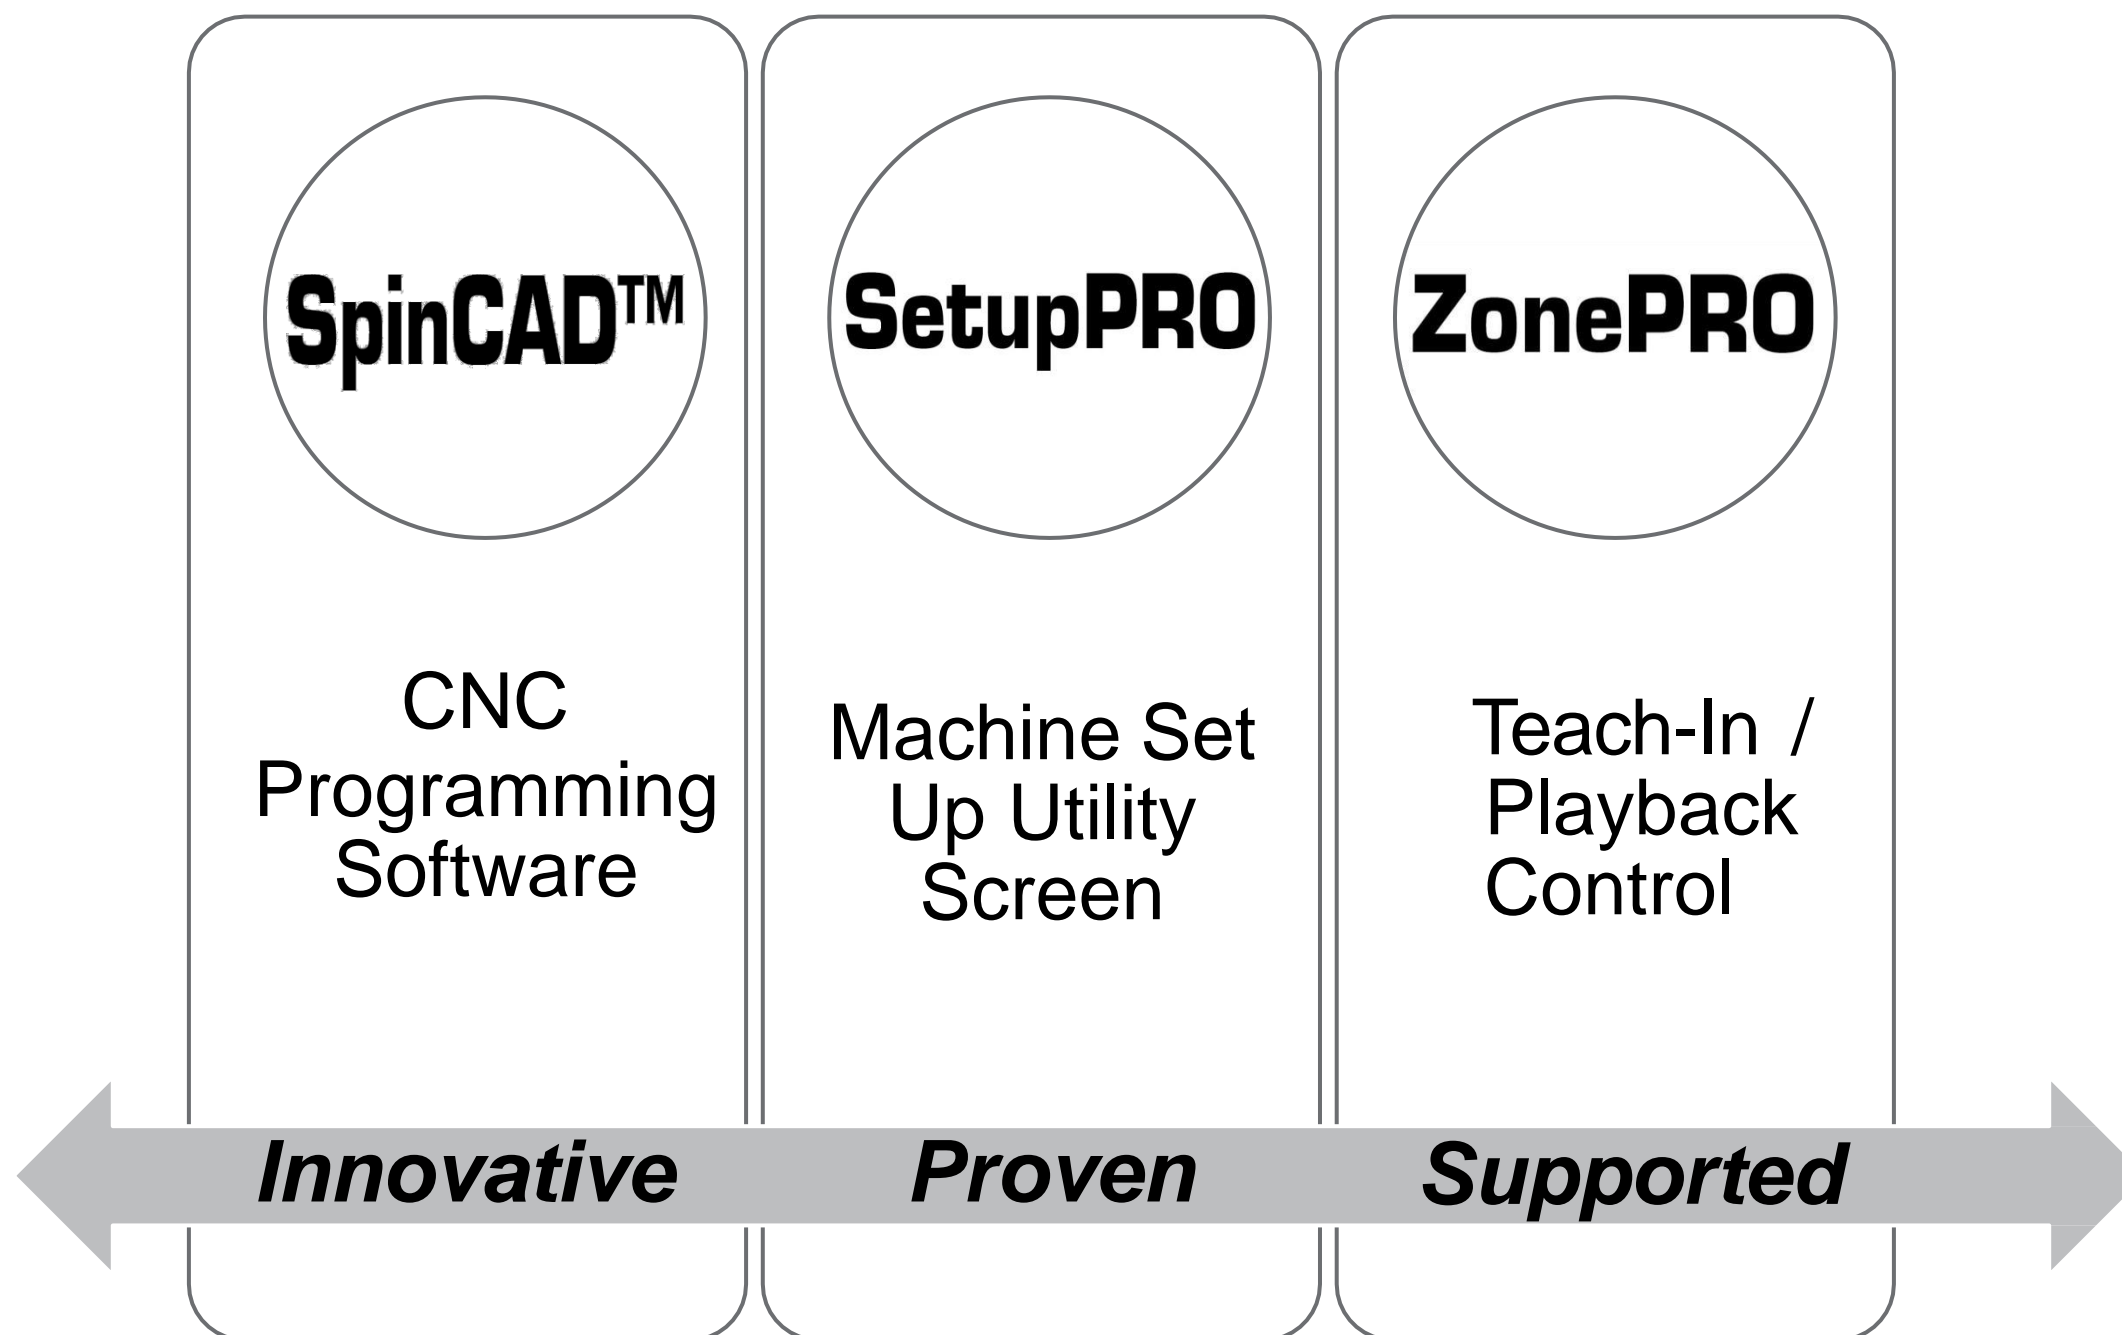 SpinCAD™
CNC
Programming
Software
SetupPRO
Machine Set
Up Utility
Screen
ZonePRO
Teach-In /
Playback
Control
Innovative
Proven
Supported